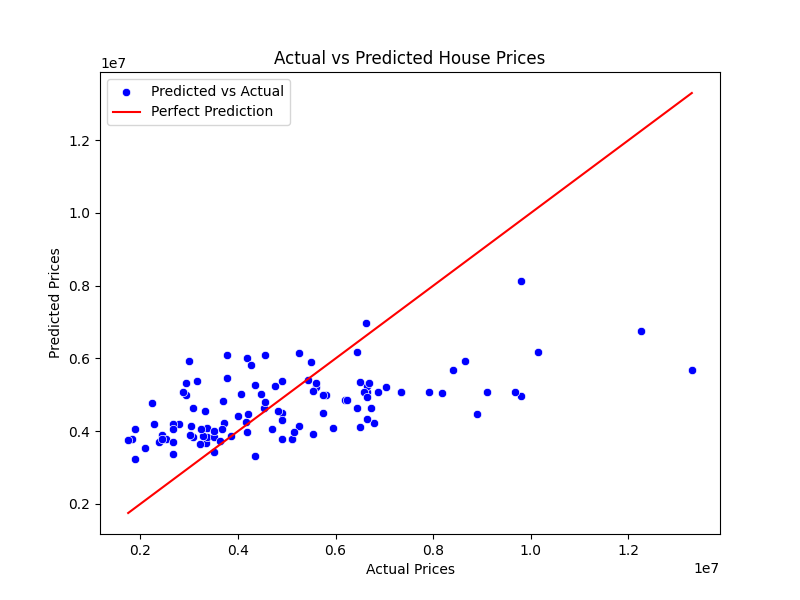 Actual vs Predicted House Prices
1e7
Predicted vs Actual
Perfect Prediction
1.2
1.0
0.8
0.6
0.4
0.2
Predicted Prices
0.2 0.4 0.6 0.8 1.0 1.2
1e7
Actual Prices